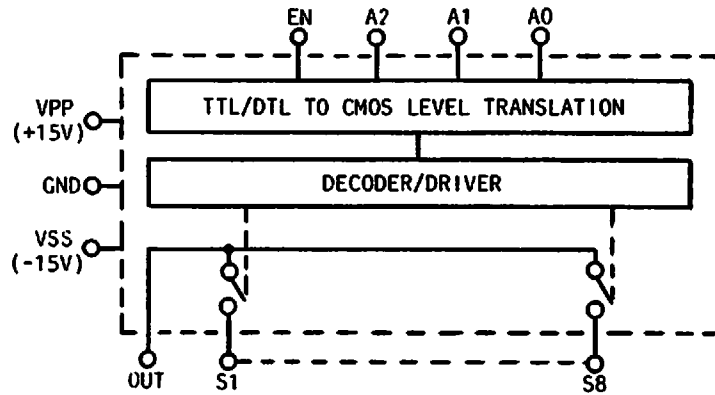 EN A2 A1 A0
TTL/DTL TO CMOS LEVEL TRANSLATION
VPP
(+15V)
DECODER/DRIVER
GND
VSS
(-15V)
OUT S1 S8